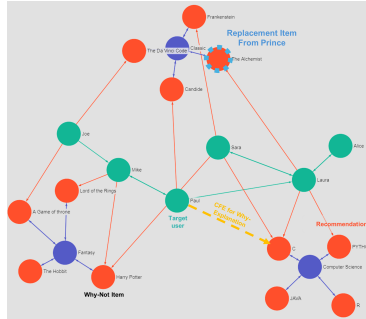 Frankenstein
Replacement Item
From Prince
The Da Vinci Code
Classic
The Alchemist
Candide
Joe
Sara
Alice
Mike
Laura
Lord of the Rings
Paul
A Game of throne
Target
user
CFE for Why
Explanation
Recommendation
C
PYTH
Fantasy
Computer Science
The Hobbit
Harry Potter
Why-Not Item
JAVA
R